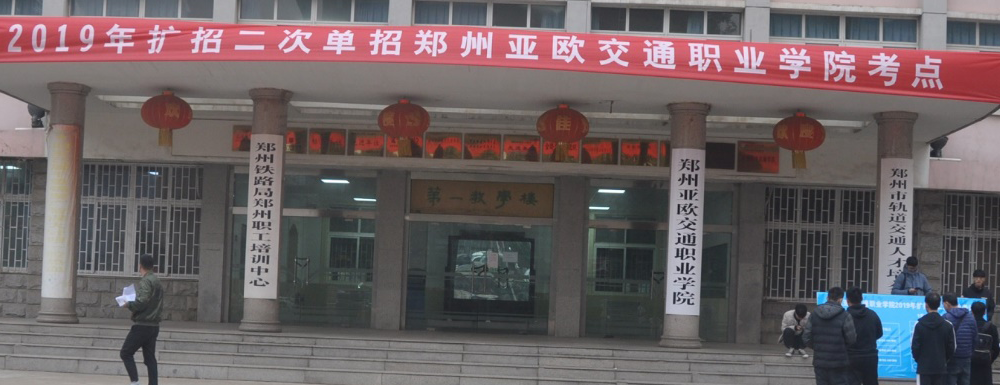 2019年扩招二次单招郑州亚欧交通职业学院考点
郑州铁路局郑州职工培训中心
第一教学楼
郑州亚欧交通职业学院
郑州市轨道交通人才培